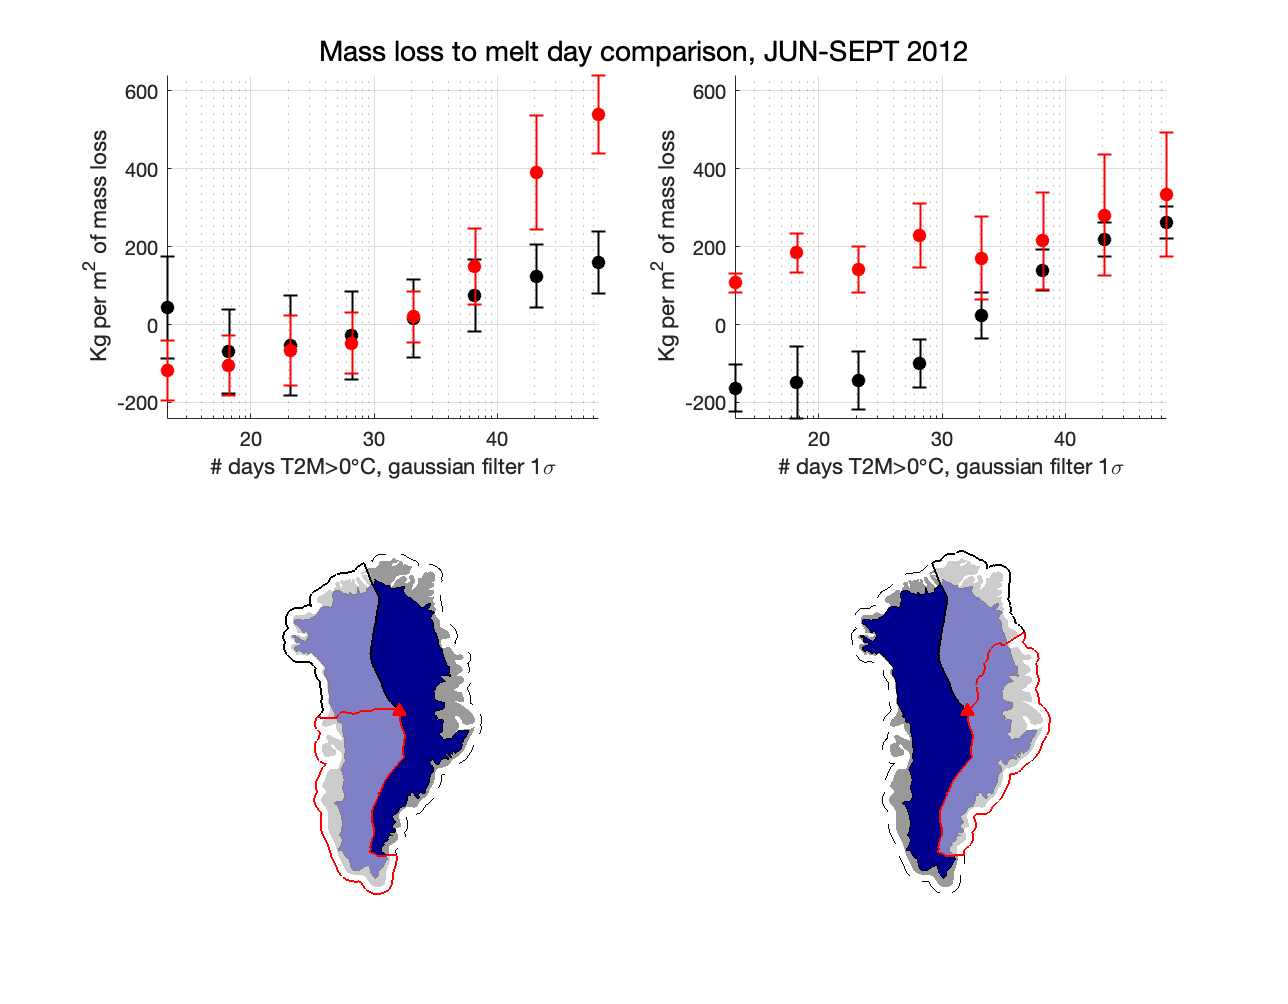 Mass loss to melt day comparison, JUN-SEPT 2012
600
400
200
0
-200
Kg per m² of mass loss
20 30 40
# days T2M>0°C, gaussian filter 1σ
600
400
200
0
-200
Kg per m² of mass loss
20 30 40
# days T2M>0°C, gaussian filter 1σ